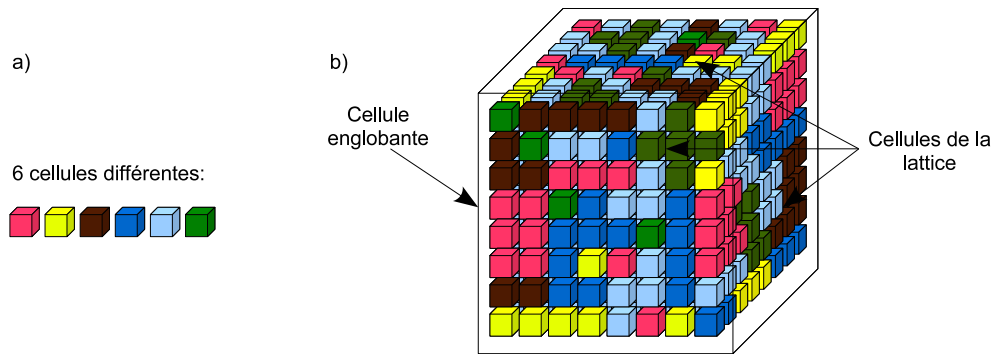 a)
b)
Cellule
englobante
Cellules de la
lattice
6 cellules différentes: